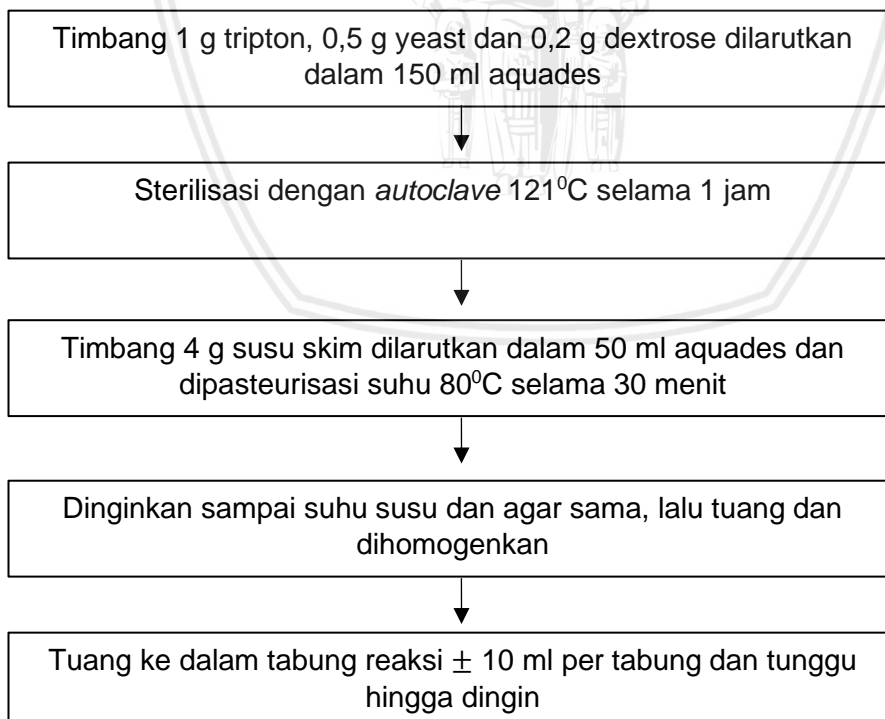 Timbang 1 g tripton, 0,5 g yeast dan 0,2 g dextrose dilarutkan
dalam 150 ml aquades
Sterilisasi dengan autoclave 121⁰C selama 1 jam
Timbang 4 g susu skim dilarutkan dalam 50 ml aquades dan
dipasteurisasi suhu 80⁰C selama 30 menit
Dinginkan sampai suhu susu dan agar sama, lalu tuang dan
dihomogenkan
Tuang ke dalam tabung reaksi ± 10 ml per tabung dan tunggu
hingga dingin